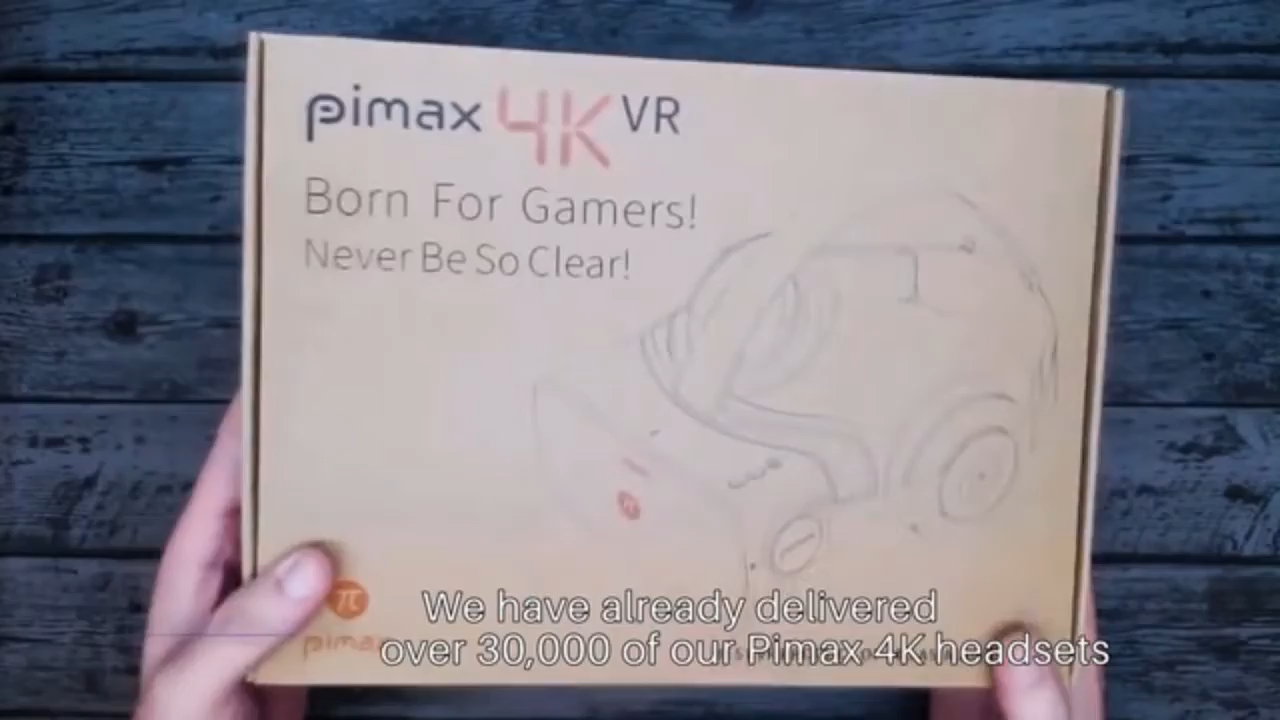 pimax 4K VR
Born For Gamers!
Never Be So Clear!
π
pimax
We have already delivered
over 30,000 of our Pimax 4K headsets